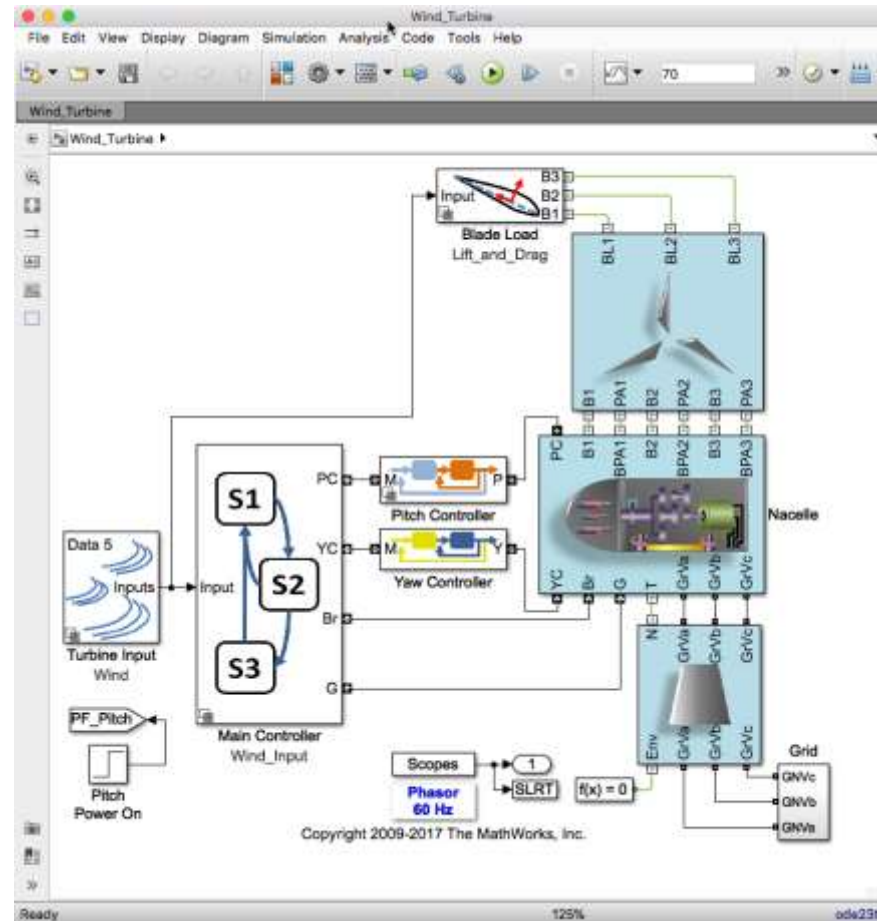 Wind_Turbine
File Edit View Display Diagram Simulation Analysis Code Tools Help
70
Wind_Turbine
Wind_Turbine
Input
B3
B2
B1
Blade Load
Lift_and_Drag
BL1
BL2
BL3
B1
PA1
B2
PA2
B3
PA3
PC
B1
BPA1
B2
BPA2
B3
BPA3
Nacelle
YC
Br
G
T
GrVa
GrVb
GrVc
PC
M
P
Pitch Controller
YC
M
Y
Yaw Controller
Data 5
Inputs
Turbine Input
Wind
Input
S1
S2
S3
Br
G
Main Controller
Wind_Input
N
GrVa
GrVb
GrVc
Env
GrVa
GrVb
GrVc
PF_Pitch
Pitch
Power On
Scopes
1
SLRT
Phasor
60 Hz
f(x) = 0
Grid
GNVc
GNVb
GNVa
Copyright 2009-2017 The MathWorks, Inc.
Ready
125%